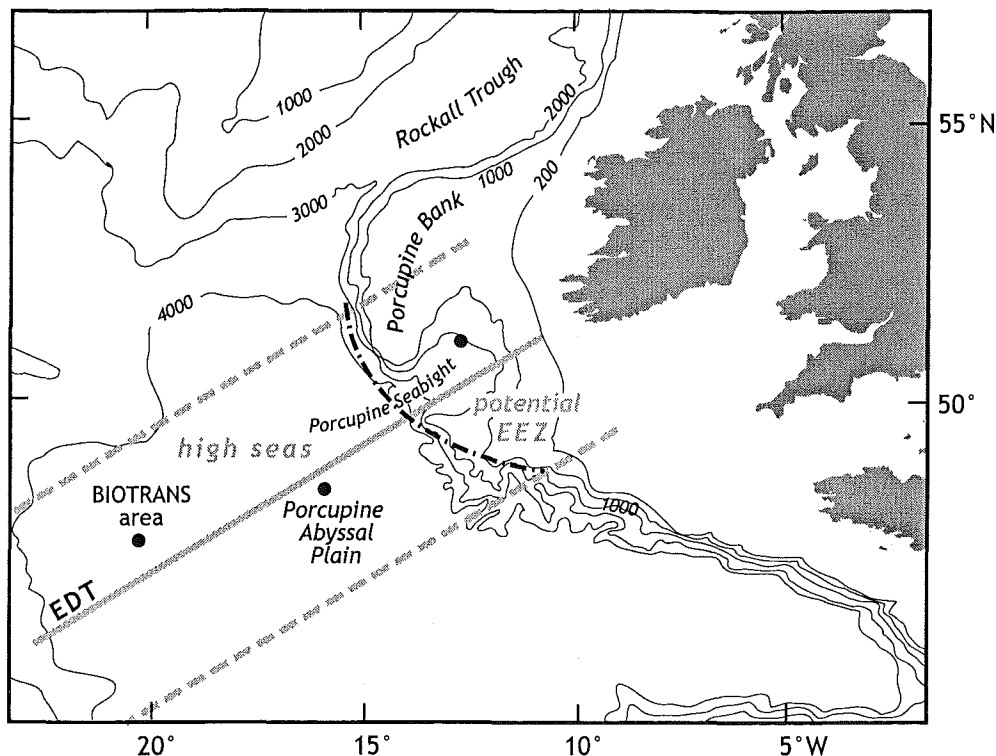 1000
2000
Rockall Trough
2000
55°N
1000
200
3000
Porcupine Bank
4000
Porcupine Seabight
potential
EEZ
50°
high seas
BIOTRANS
area
Porcupine
Abyssal
Plain
1000
EDT
20°
15°
10°
5°W